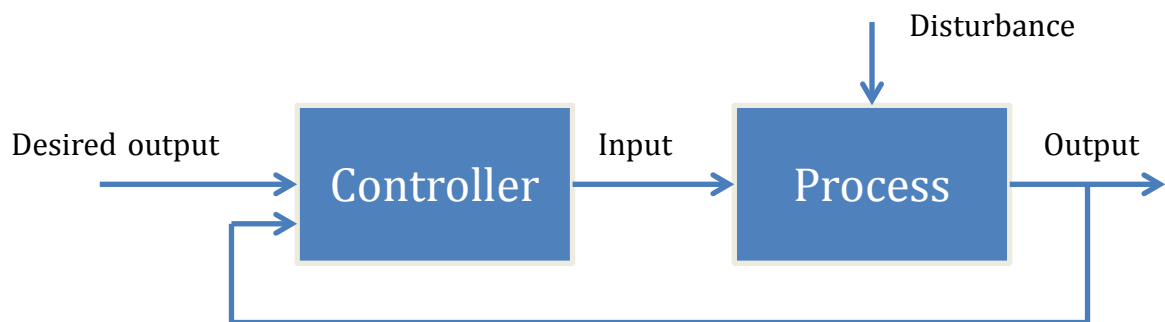 Disturbance
Desired output
Input
Output
Controller
Process